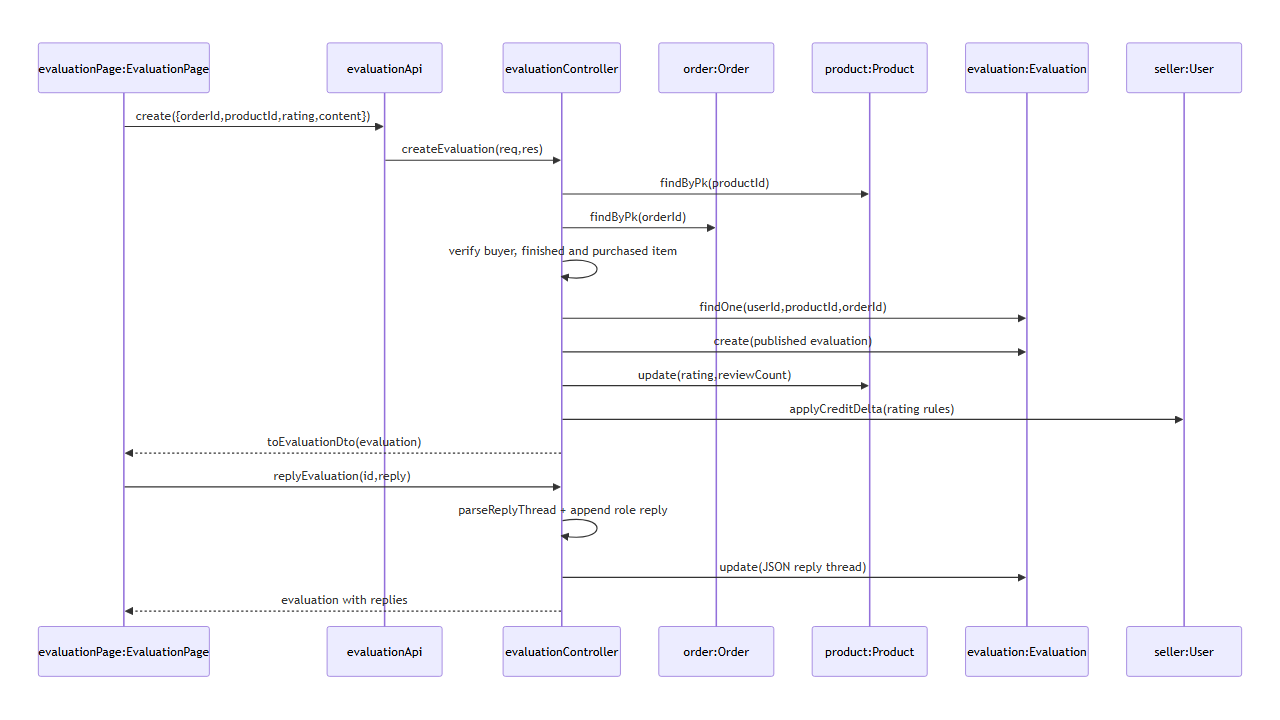 evaluationPage:EvaluationPage
evaluationApi
evaluationController
order:Order
product:Product
evaluation:Evaluation
seller:User
create({orderId,productId,rating,content})
createEvaluation(req,res)
findByPk(productId)
findByPk(orderId)
verify buyer, finished and purchased item
findOne(userId,productId,orderId)
create(published evaluation)
update(rating,reviewCount)
applyCreditDelta(rating rules)
toEvaluationDto(evaluation)
replyEvaluation(id,reply)
parseReplyThread + append role reply
update(JSON reply thread)
evaluation with replies
evaluationPage:EvaluationPage
evaluationApi
evaluationController
order:Order
product:Product
evaluation:Evaluation
seller:User